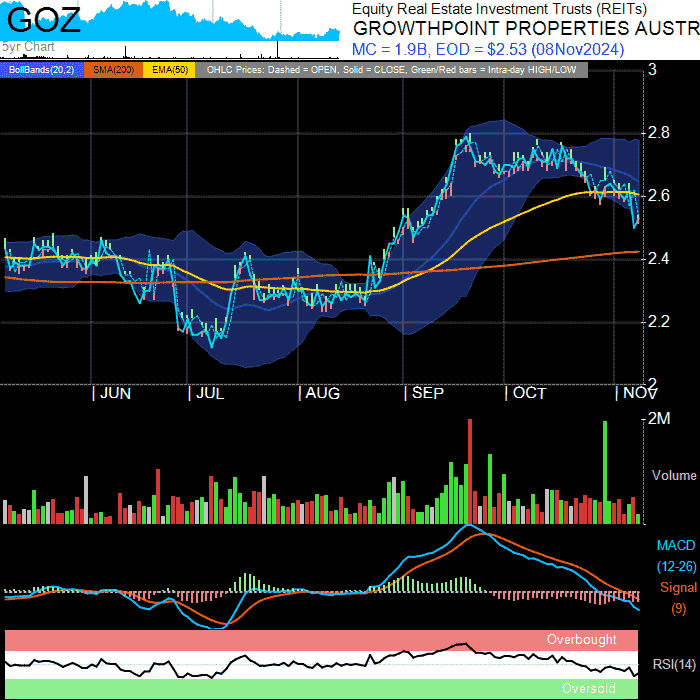 GOZ
5yr Chart
Equity Real Estate Investment Trusts (REITs)
GROWTHPOINT PROPERTIES AUSTR
MC = 1.9B, EOD = $2.53 (08Nov2024)
BollBands(20,2) SMA(200) EMA(50) OHLC Prices: Dashed = OPEN, Solid = CLOSE, Green/Red bars = Intra-day HIGH/LOW
3
2.8
2.6
2.4
2.2
2
| JUN | JUL | AUG | SEP | OCT | NOV
2M
Volume
MACD
(12-26)
Signal
(9)
Overbought
RSI(14)
Oversold